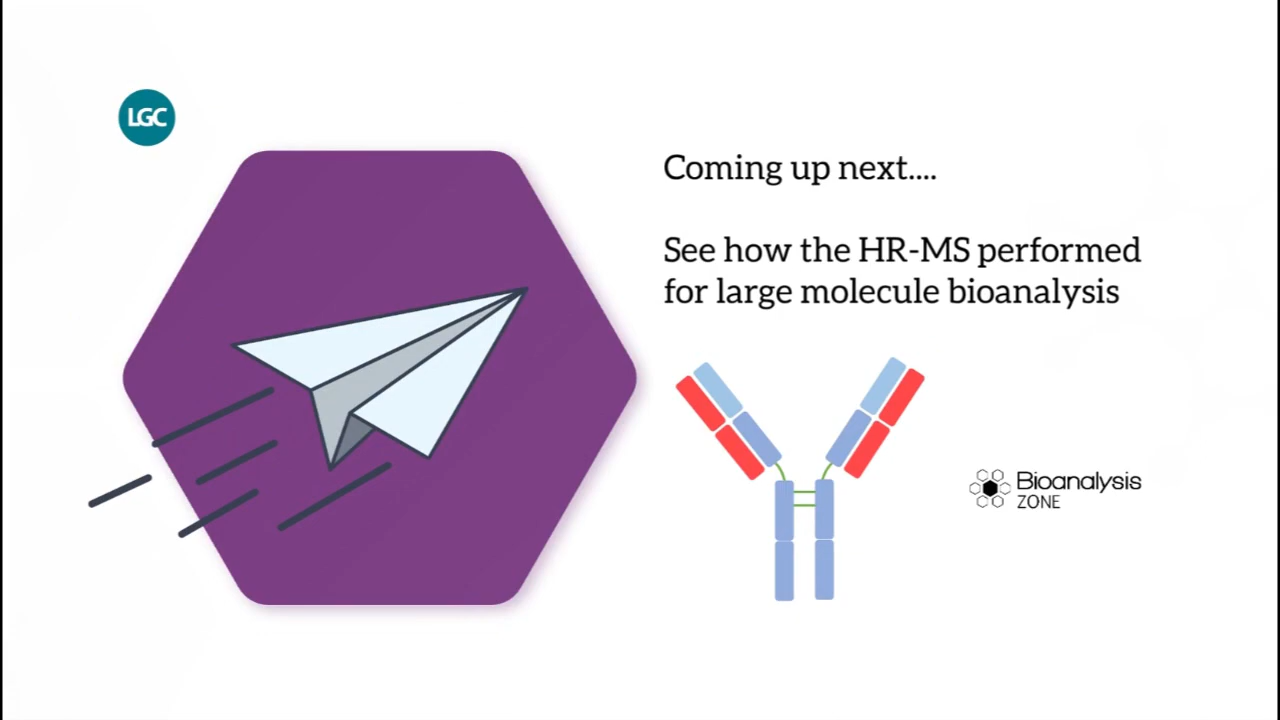 LGC
Coming up next....
See how the HR-MS performed
for large molecule bioanalysis
Bioanalysis
ZONE